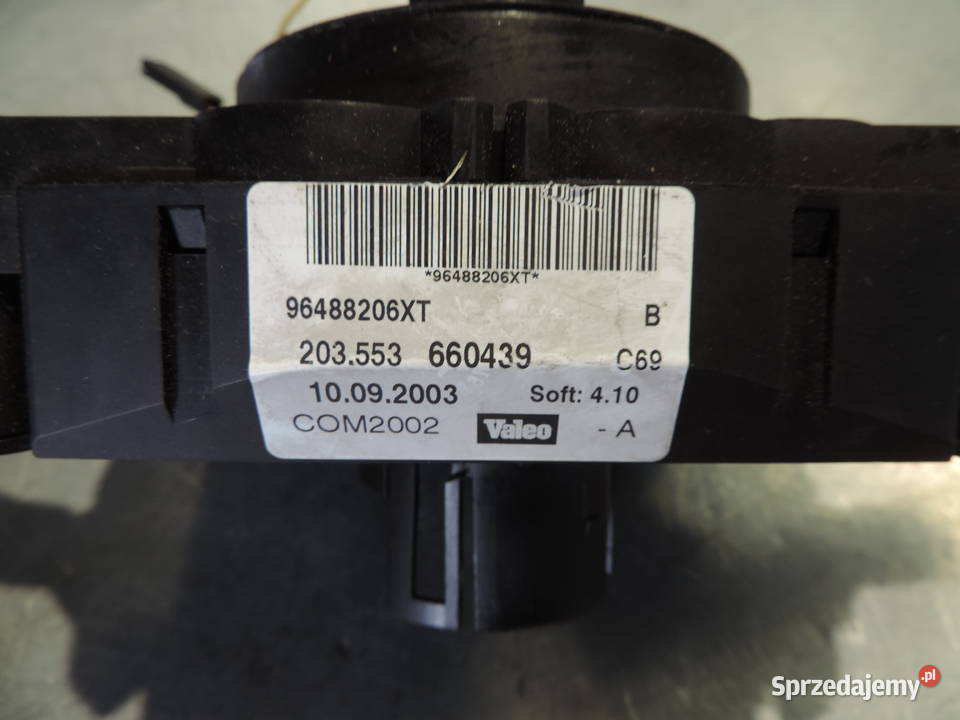 *96488206XT*
96488206XT B
203.553 660439 C69
10.09.2003 Soft: 4.10
COM2002 Valeo - A
Sprzedajemy.pl